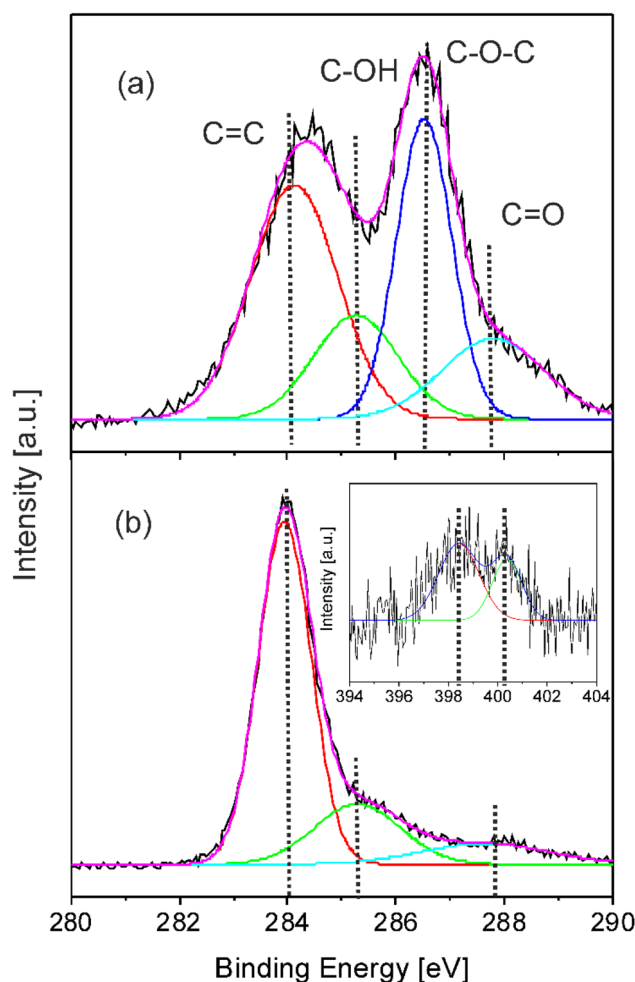 (a)
C=C
C-OH
C-O-C
C=O
Intensity [a.u.]
(b)
Intensity [a.u.]
394 396 398 400 402 404
280 282 284 286 288 290
Binding Energy [eV]